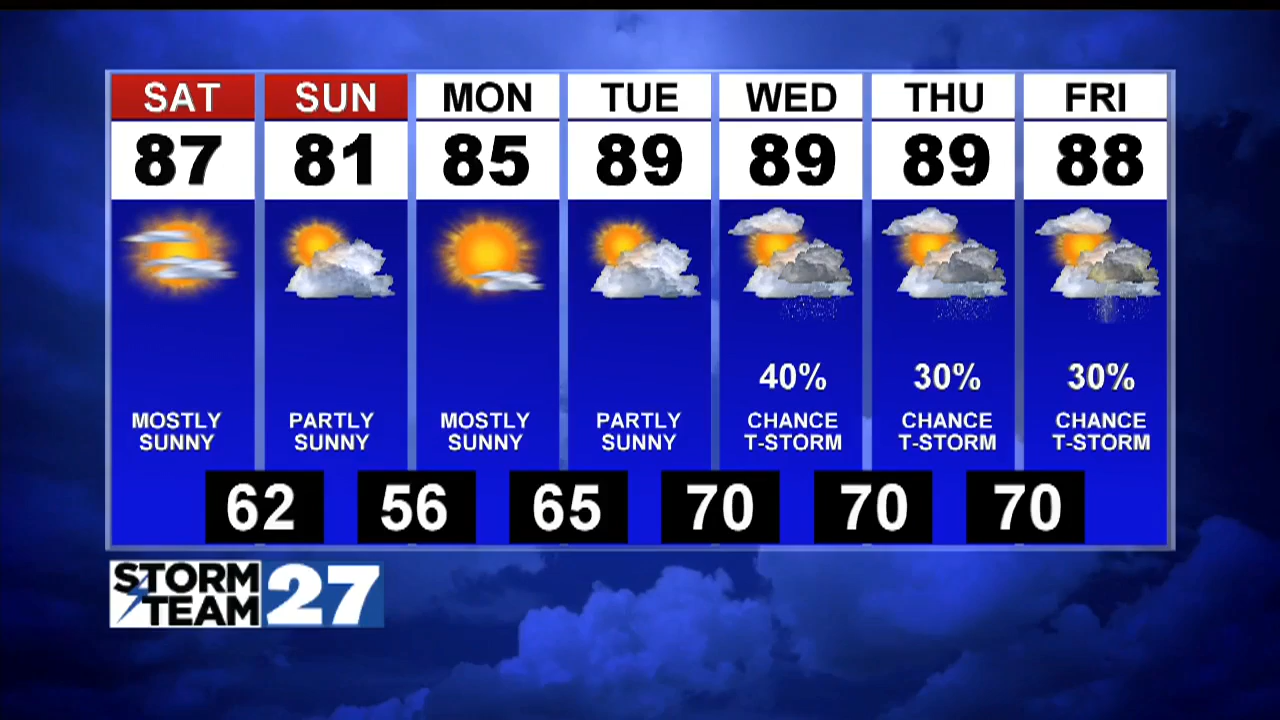 SAT SUN MON TUE WED THU FRI
87 81 85 89 89 89 88
40% 30% 30%
MOSTLY PARTLY MOSTLY PARTLY CHANCE CHANCE CHANCE
SUNNY SUNNY SUNNY SUNNY T-STORM T-STORM T-STORM
62 56 65 70 70 70
STORM
TEAM 27